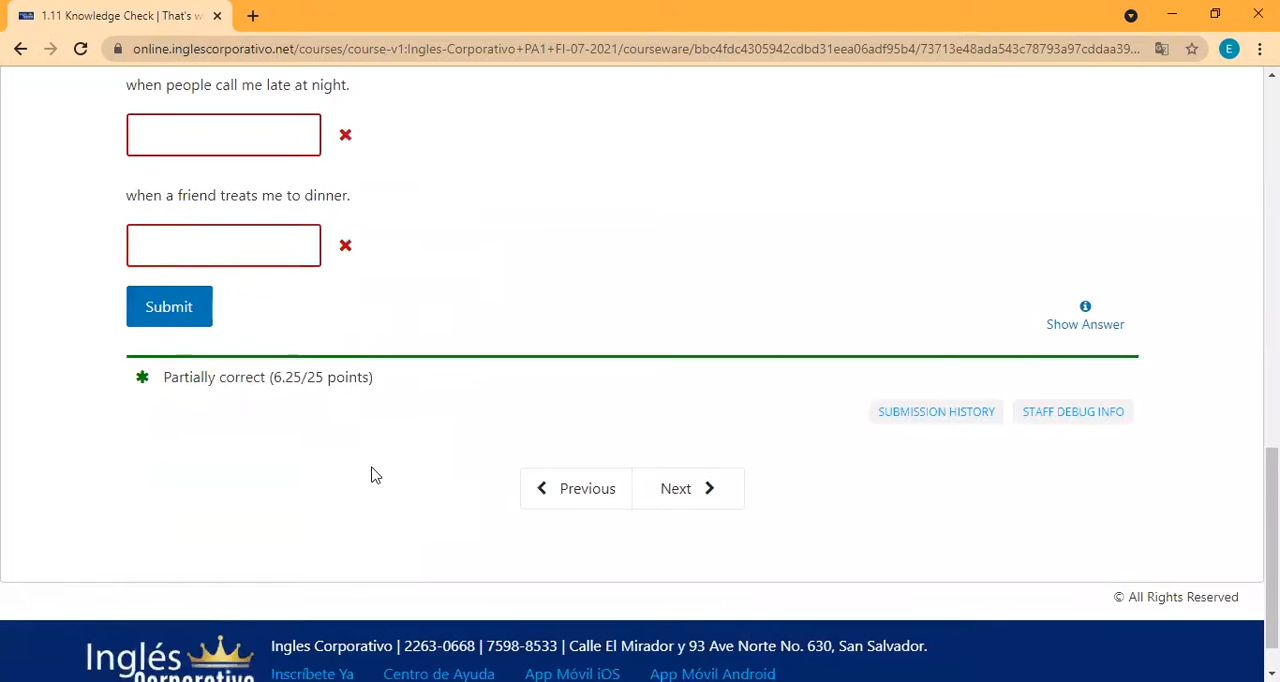 1.11 Knowledge Check | That's w
online.inglescorporativo.net/courses/course-v1:Ingles-Corporativo+PA1+FI-07-2021/courseware/bbc4fdc4305942cdbd31eea06adf95b4/73713e48ada543c78793a97cddaa39...
E
when people call me late at night.
when a friend treats me to dinner.
Submit
Show Answer
Partially correct (6.25/25 points)
SUBMISSION HISTORY
STAFF DEBUG INFO
Previous
Next
© All Rights Reserved
Inglés
Corporativo
Ingles Corporativo | 2263-0668 | 7598-8533 | Calle El Mirador y 93 Ave Norte No. 630, San Salvador.
Inscríbete Ya
Centro de Ayuda
App Móvil iOS
App Móvil Android